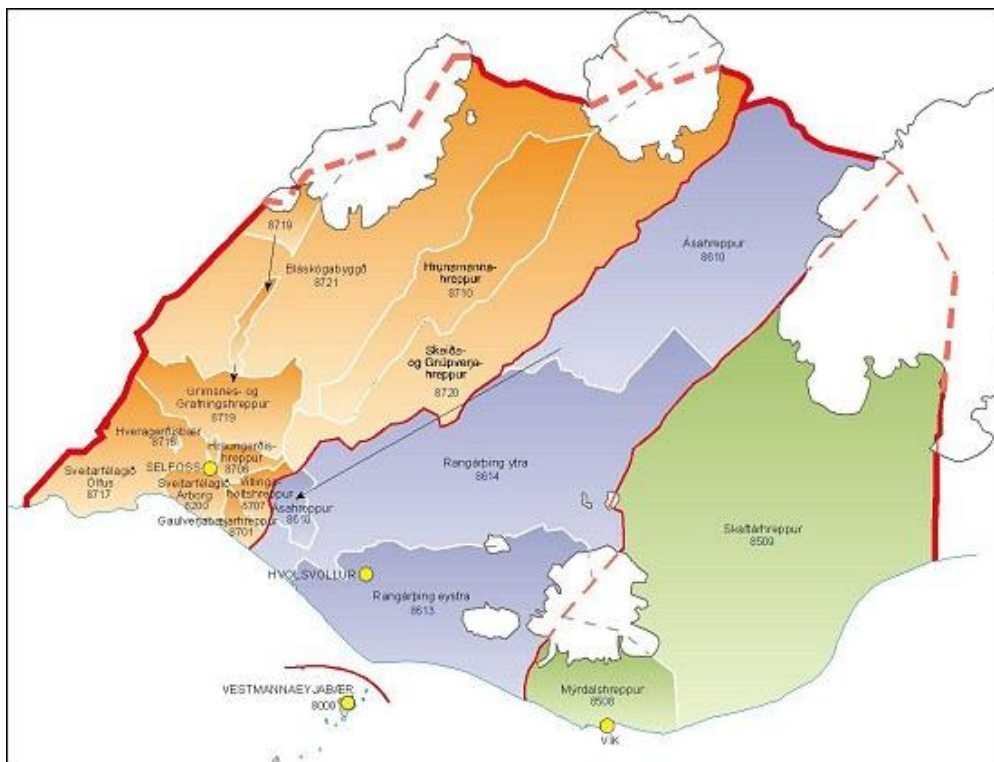 8719
Bláskógabyggð
8721
Hrunamanna-
hreppur
8710
Ásahreppur
8610
Skeiða-
og Gnúpverja-
hreppur
8720
Grímsnes- og
Grafningshreppur
8719
Hveragerðisbær
8716
Hraungerðis-
hreppur
8706
SELFOSS
Sveitarfélagið
Ölfus
8717
Sveitarfélagið
Árborg
8200
Villinga-
holtshreppur
8707
Gaulverjabæjarhreppur
8701
Ásahreppur
8610
Rangárþing ytra
8614
Skaftárhreppur
8509
HVOLSVÖLLUR
Rangárþing eystra
8613
VESTMANNAEYJABÆR
8000
Mýrdalshreppur
8508
VÍK